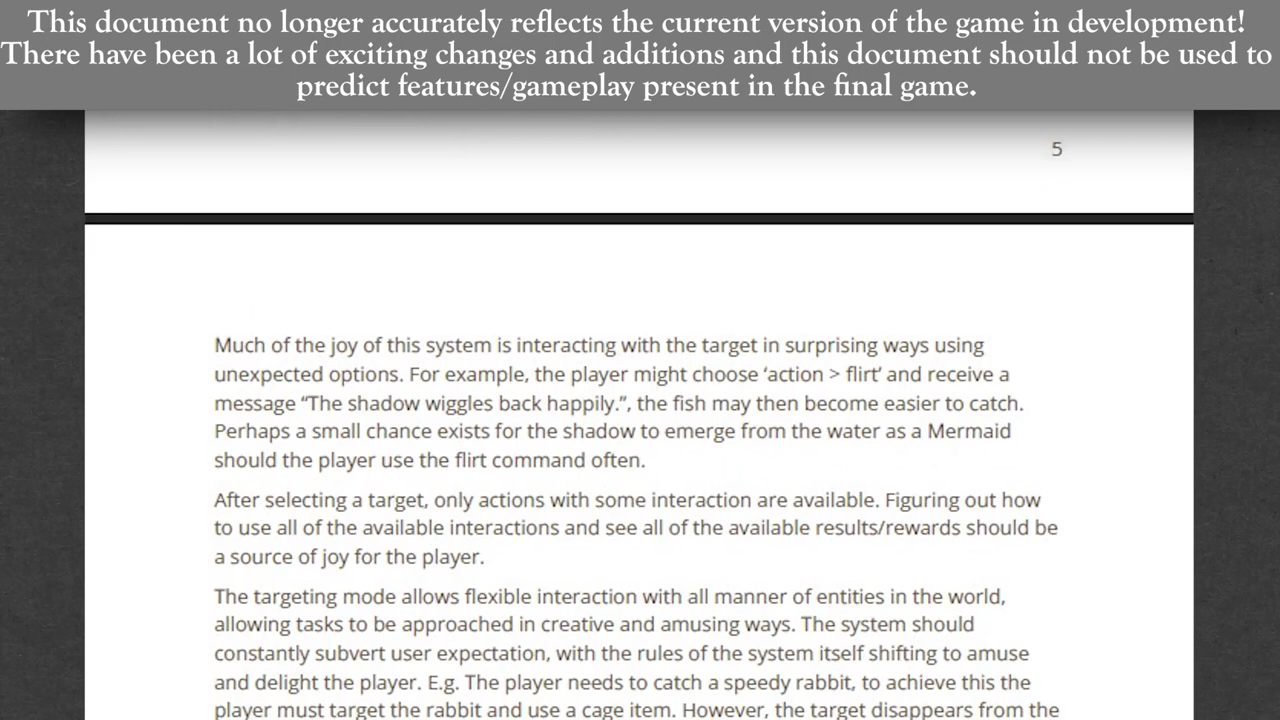 This document no longer accurately reflects the current version of the game in development!
There have been a lot of exciting changes and additions and this document should not be used to
predict features/gameplay present in the final game.
5
Much of the joy of this system is interacting with the target in surprising ways using
unexpected options. For example, the player might choose ‘action > flirt’ and receive a
message “The shadow wiggles back happily.”, the fish may then become easier to catch.
Perhaps a small chance exists for the shadow to emerge from the water as a Mermaid
should the player use the flirt command often.
After selecting a target, only actions with some interaction are available. Figuring out how
to use all of the available interactions and see all of the available results/rewards should be
a source of joy for the player.
The targeting mode allows flexible interaction with all manner of entities in the world,
allowing tasks to be approached in creative and amusing ways. The system should
constantly subvert user expectation, with the rules of the system itself shifting to amuse
and delight the player. E.g. The player needs to catch a speedy rabbit, to achieve this the
player must target the rabbit and use a cage item. However, the target disappears from the